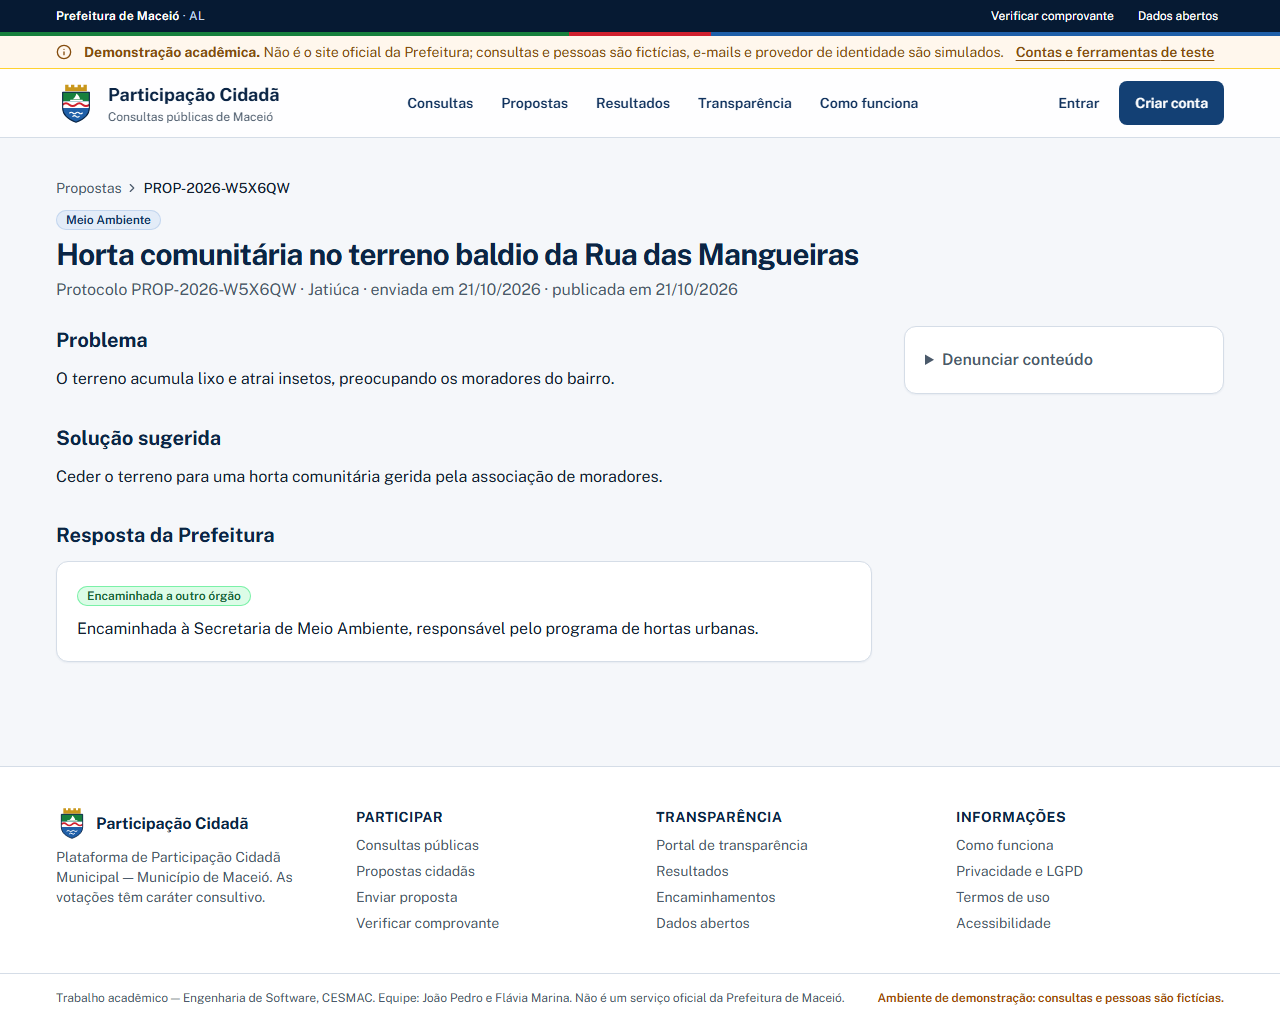 Prefeitura de Maceió · AL
Verificar comprovante
Dados abertos
Demonstração acadêmica. Não é o site oficial da Prefeitura; consultas e pessoas são fictícias, e-mails e provedor de identidade são simulados. Contas e ferramentas de teste
Participação Cidadã
Consultas públicas de Maceió
Consultas
Propostas
Resultados
Transparência
Como funciona
Entrar
Criar conta
Propostas > PROP-2026-W5X6QW
Meio Ambiente
Horta comunitária no terreno baldio da Rua das Mangueiras
Protocolo PROP-2026-W5X6QW · Jatiúca · enviada em 21/10/2026 · publicada em 21/10/2026
Problema
O terreno acumula lixo e atrai insetos, preocupando os moradores do bairro.
Denunciar conteúdo
Solução sugerida
Ceder o terreno para uma horta comunitária gerida pela associação de moradores.
Resposta da Prefeitura
Encaminhada a outro órgão
Encaminhada à Secretaria de Meio Ambiente, responsável pelo programa de hortas urbanas.
Participação Cidadã
Plataforma de Participação Cidadã
Municipal — Município de Maceió. As
votações têm caráter consultivo.
PARTICIPAR
Consultas públicas
Propostas cidadãs
Enviar proposta
Verificar comprovante
TRANSPARÊNCIA
Portal de transparência
Resultados
Encaminhamentos
Dados abertos
INFORMAÇÕES
Como funciona
Privacidade e LGPD
Termos de uso
Acessibilidade
Trabalho acadêmico — Engenharia de Software, CESMAC. Equipe: João Pedro e Flávia Marina. Não é um serviço oficial da Prefeitura de Maceió.
Ambiente de demonstração: consultas e pessoas são fictícias.